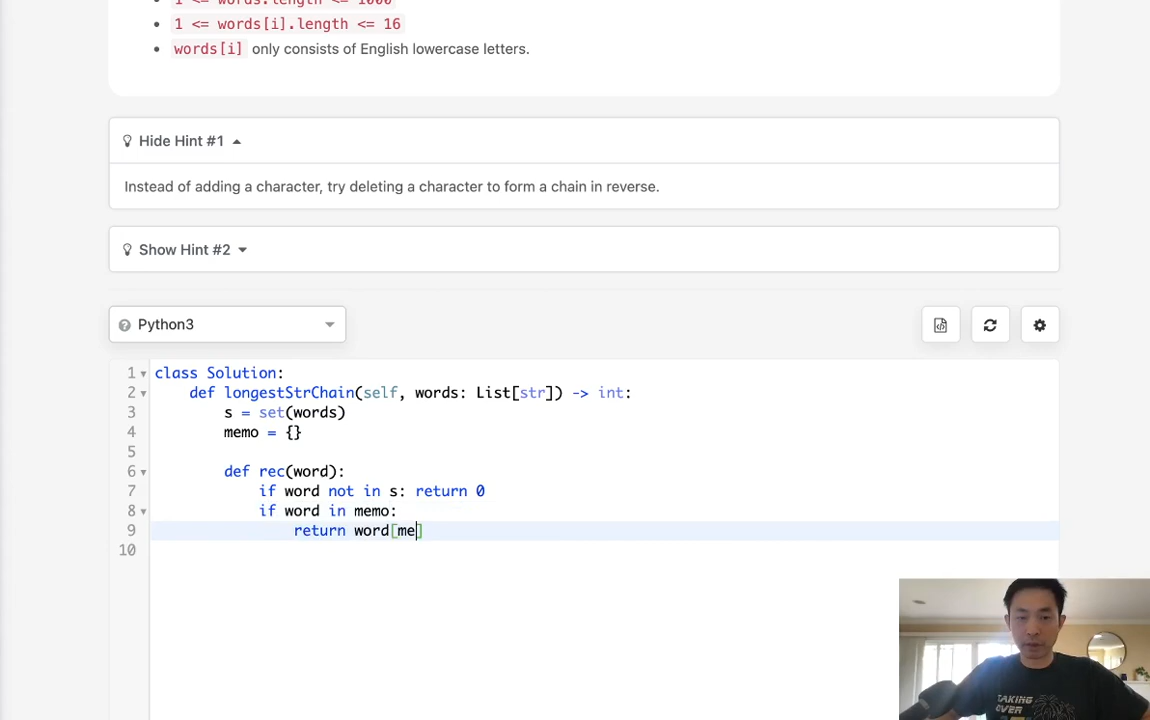 1 <= words.length <= 1000
1 <= words[i].length <= 16
words[i] only consists of English lowercase letters.
Hide Hint #1
Instead of adding a character, try deleting a character to form a chain in reverse.
Show Hint #2
Python3
1 class Solution:
2 def longestStrChain(self, words: List[str]) -> int:
3 s = set(words)
4 memo = {}
5
6 def rec(word):
7 if word not in s: return 0
8 if word in memo:
9 return word[me]
10
TAKING
OVER